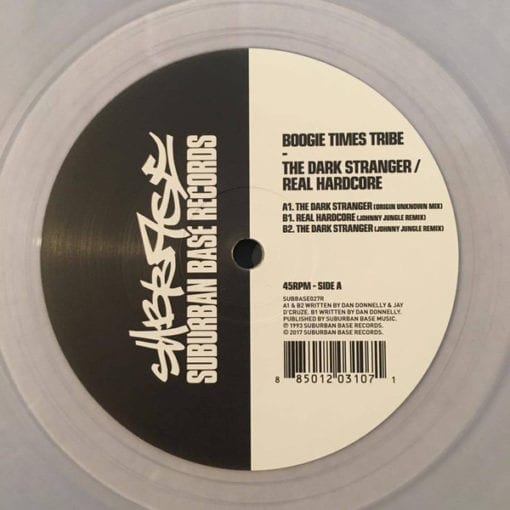 SUBBASE
SUBURBAN BASE RECORDS
BOOGIE TIMES TRIBE
-
THE DARK STRANGER /
REAL HARDCORE
A1. THE DARK STRANGER (ORIGIN UNKNOWN MIX)
B1. REAL HARDCORE (JOHNNY JUNGLE REMIX)
B2. THE DARK STRANGER (JOHNNY JUNGLE REMIX)
45RPM - SIDE A
SUBBASE027R
A1 & B2 WRITTEN BY DAN DONNELLY & JAY
D'CRUZE. B1 WRITTEN BY DAN DONNELLY.
PUBLISHED BY SUBURBAN BASE MUSIC.
℗ 1993 SUBURBAN BASE RECORDS.
© 2017 SUBURBAN BASE RECORDS.
8 85012 03107 1